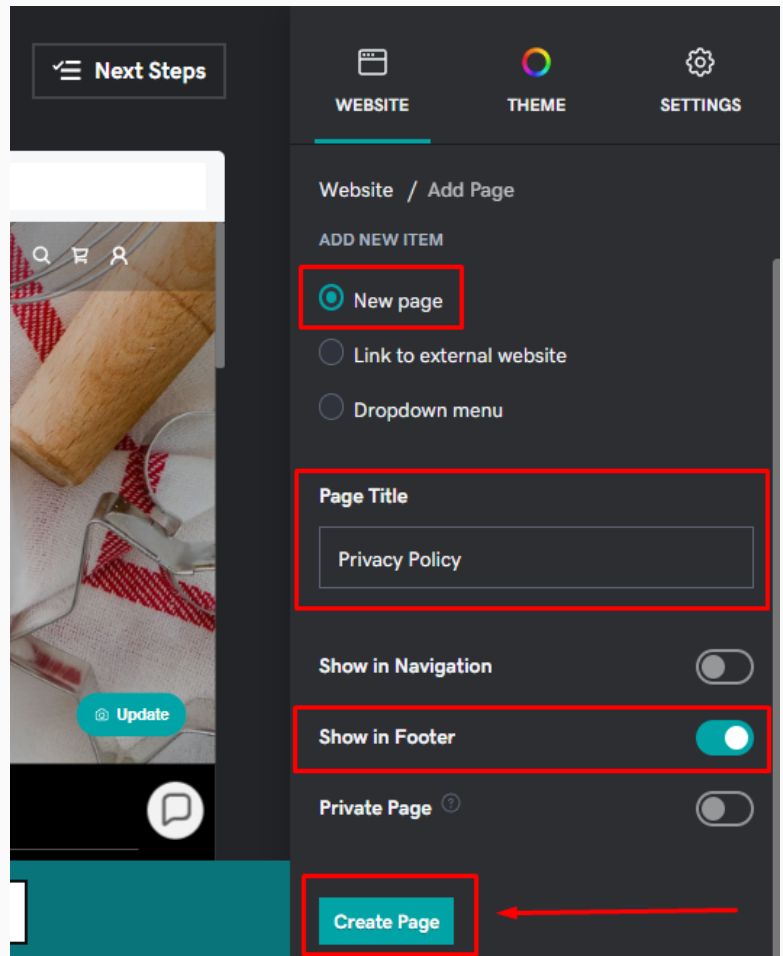 Next Steps
WEBSITE
THEME
SETTINGS
Website / Add Page
ADD NEW ITEM
New page
Link to external website
Dropdown menu
Page Title
Privacy Policy
Show in Navigation
Update
Show in Footer
Private Page ?
Create Page